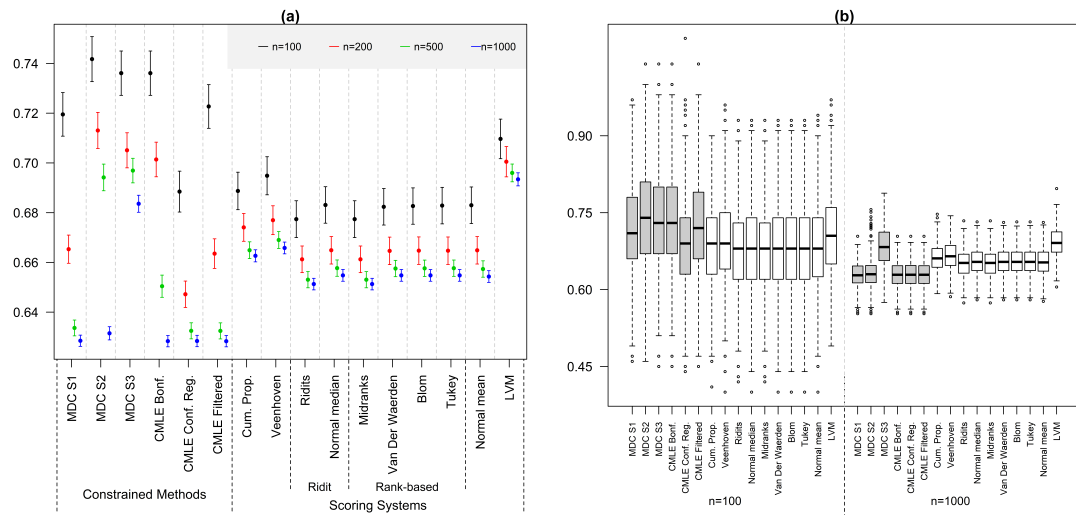 (a)
n=100 n=200 n=500 n=1000
0.74
0.72
0.70
0.68
0.66
0.64
MDC S1
MDC S2
MDC S3
CMLE Bonf.
CMLE Conf. Reg.
CMLE Filtered
Cum. Prop.
Veenhoven
Ridits
Normal median
Midranks
Van Der Waerden
Blom
Tukey
Normal mean
LVM
Constrained Methods
Ridit
Rank-based
Scoring Systems
(b)
0.90
0.75
0.60
0.45
MDC S1
MDC S2
MDC S3
CMLE Bonf.
CMLE Conf. Reg.
CMLE Filtered
Cum. Prop.
Veenhoven
Ridits
Normal median
Midranks
Van Der Waerden
Blom
Tukey
Normal mean
LVM
MDC S1
MDC S2
MDC S3
CMLE Bonf.
CMLE Conf. Reg.
CMLE Filtered
Cum. Prop.
Veenhoven
Ridits
Normal median
Midranks
Van Der Waerden
Blom
Tukey
Normal mean
LVM
n=100
n=1000